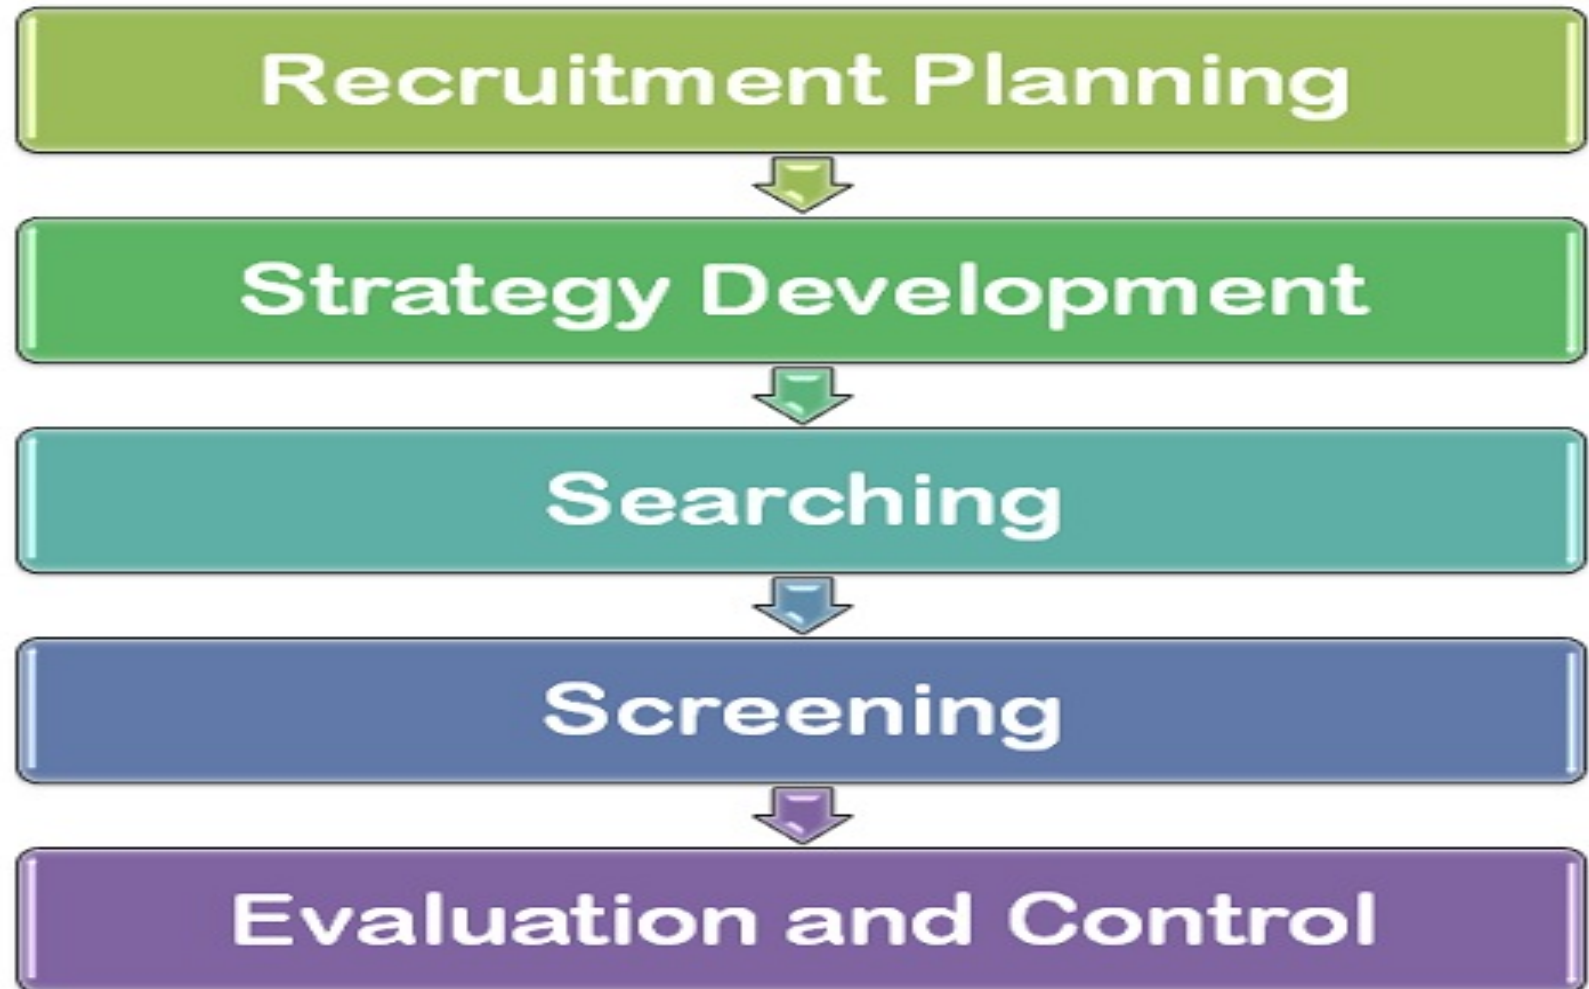 Recruitment Planning
Strategy Development
Searching
Screening
Evaluation and Control